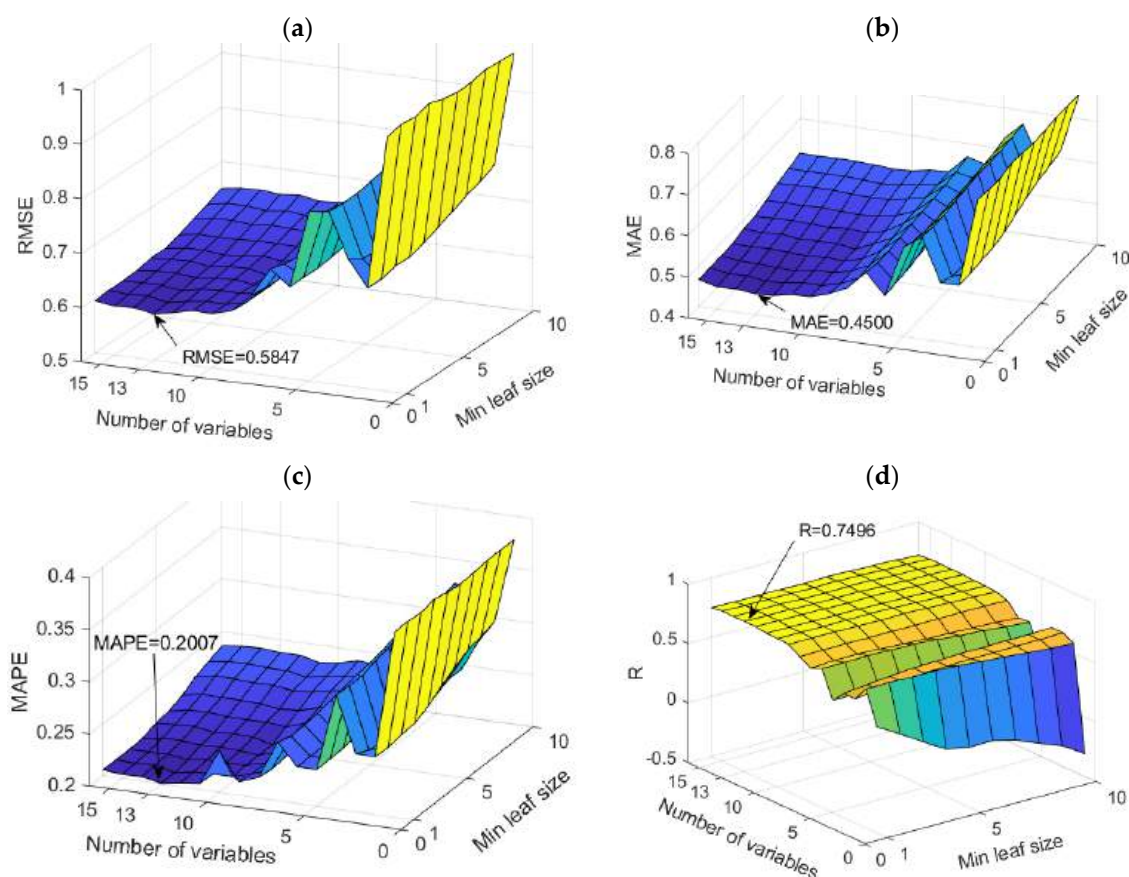 (a)
1
0.9
0.8
0.7
0.6
0.5
RMSE
RMSE=0.5847
15
13
10
5
0
Number of variables
0
1
5
10
Min leaf size
(b)
0.8
0.7
0.6
0.5
0.4
MAE
MAE=0.4500
15
13
10
5
0
Number of variables
0
1
5
10
Min leaf size
(c)
0.4
0.35
0.3
0.25
0.2
MAPE
MAPE=0.2007
15
13
10
5
0
Number of variables
0
1
5
10
Min leaf size
(d)
R=0.7496
1
0.5
0
-0.5
R
15
13
10
5
0
Number of variables
0
1
5
10
Min leaf size